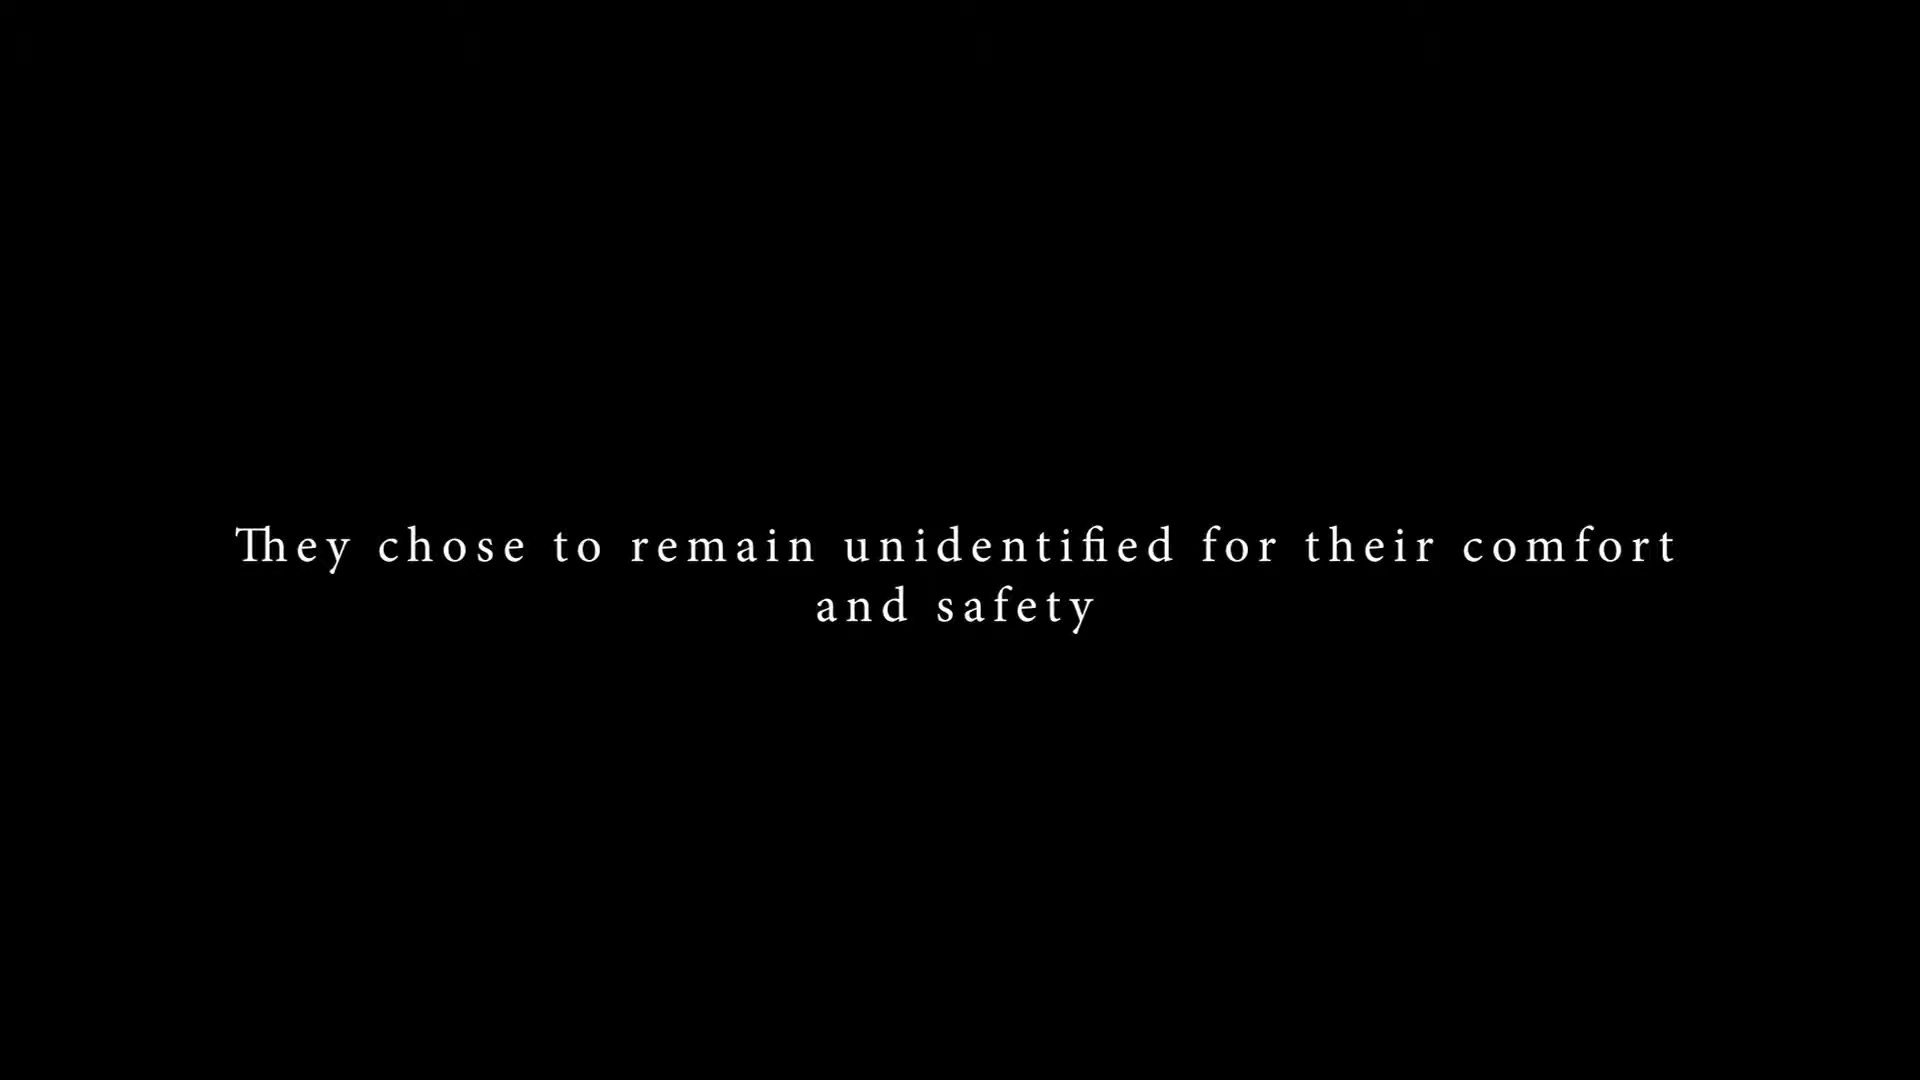 They chose to remain unidentified for their comfort
and safety